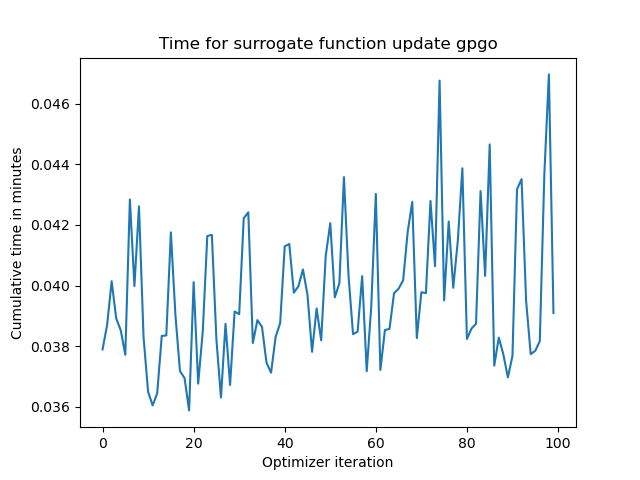 Time for surrogate function update gpgo
Cumulative time in minutes
0.046
0.044
0.042
0.040
0.038
0.036
0 20 40 60 80 100
Optimizer iteration